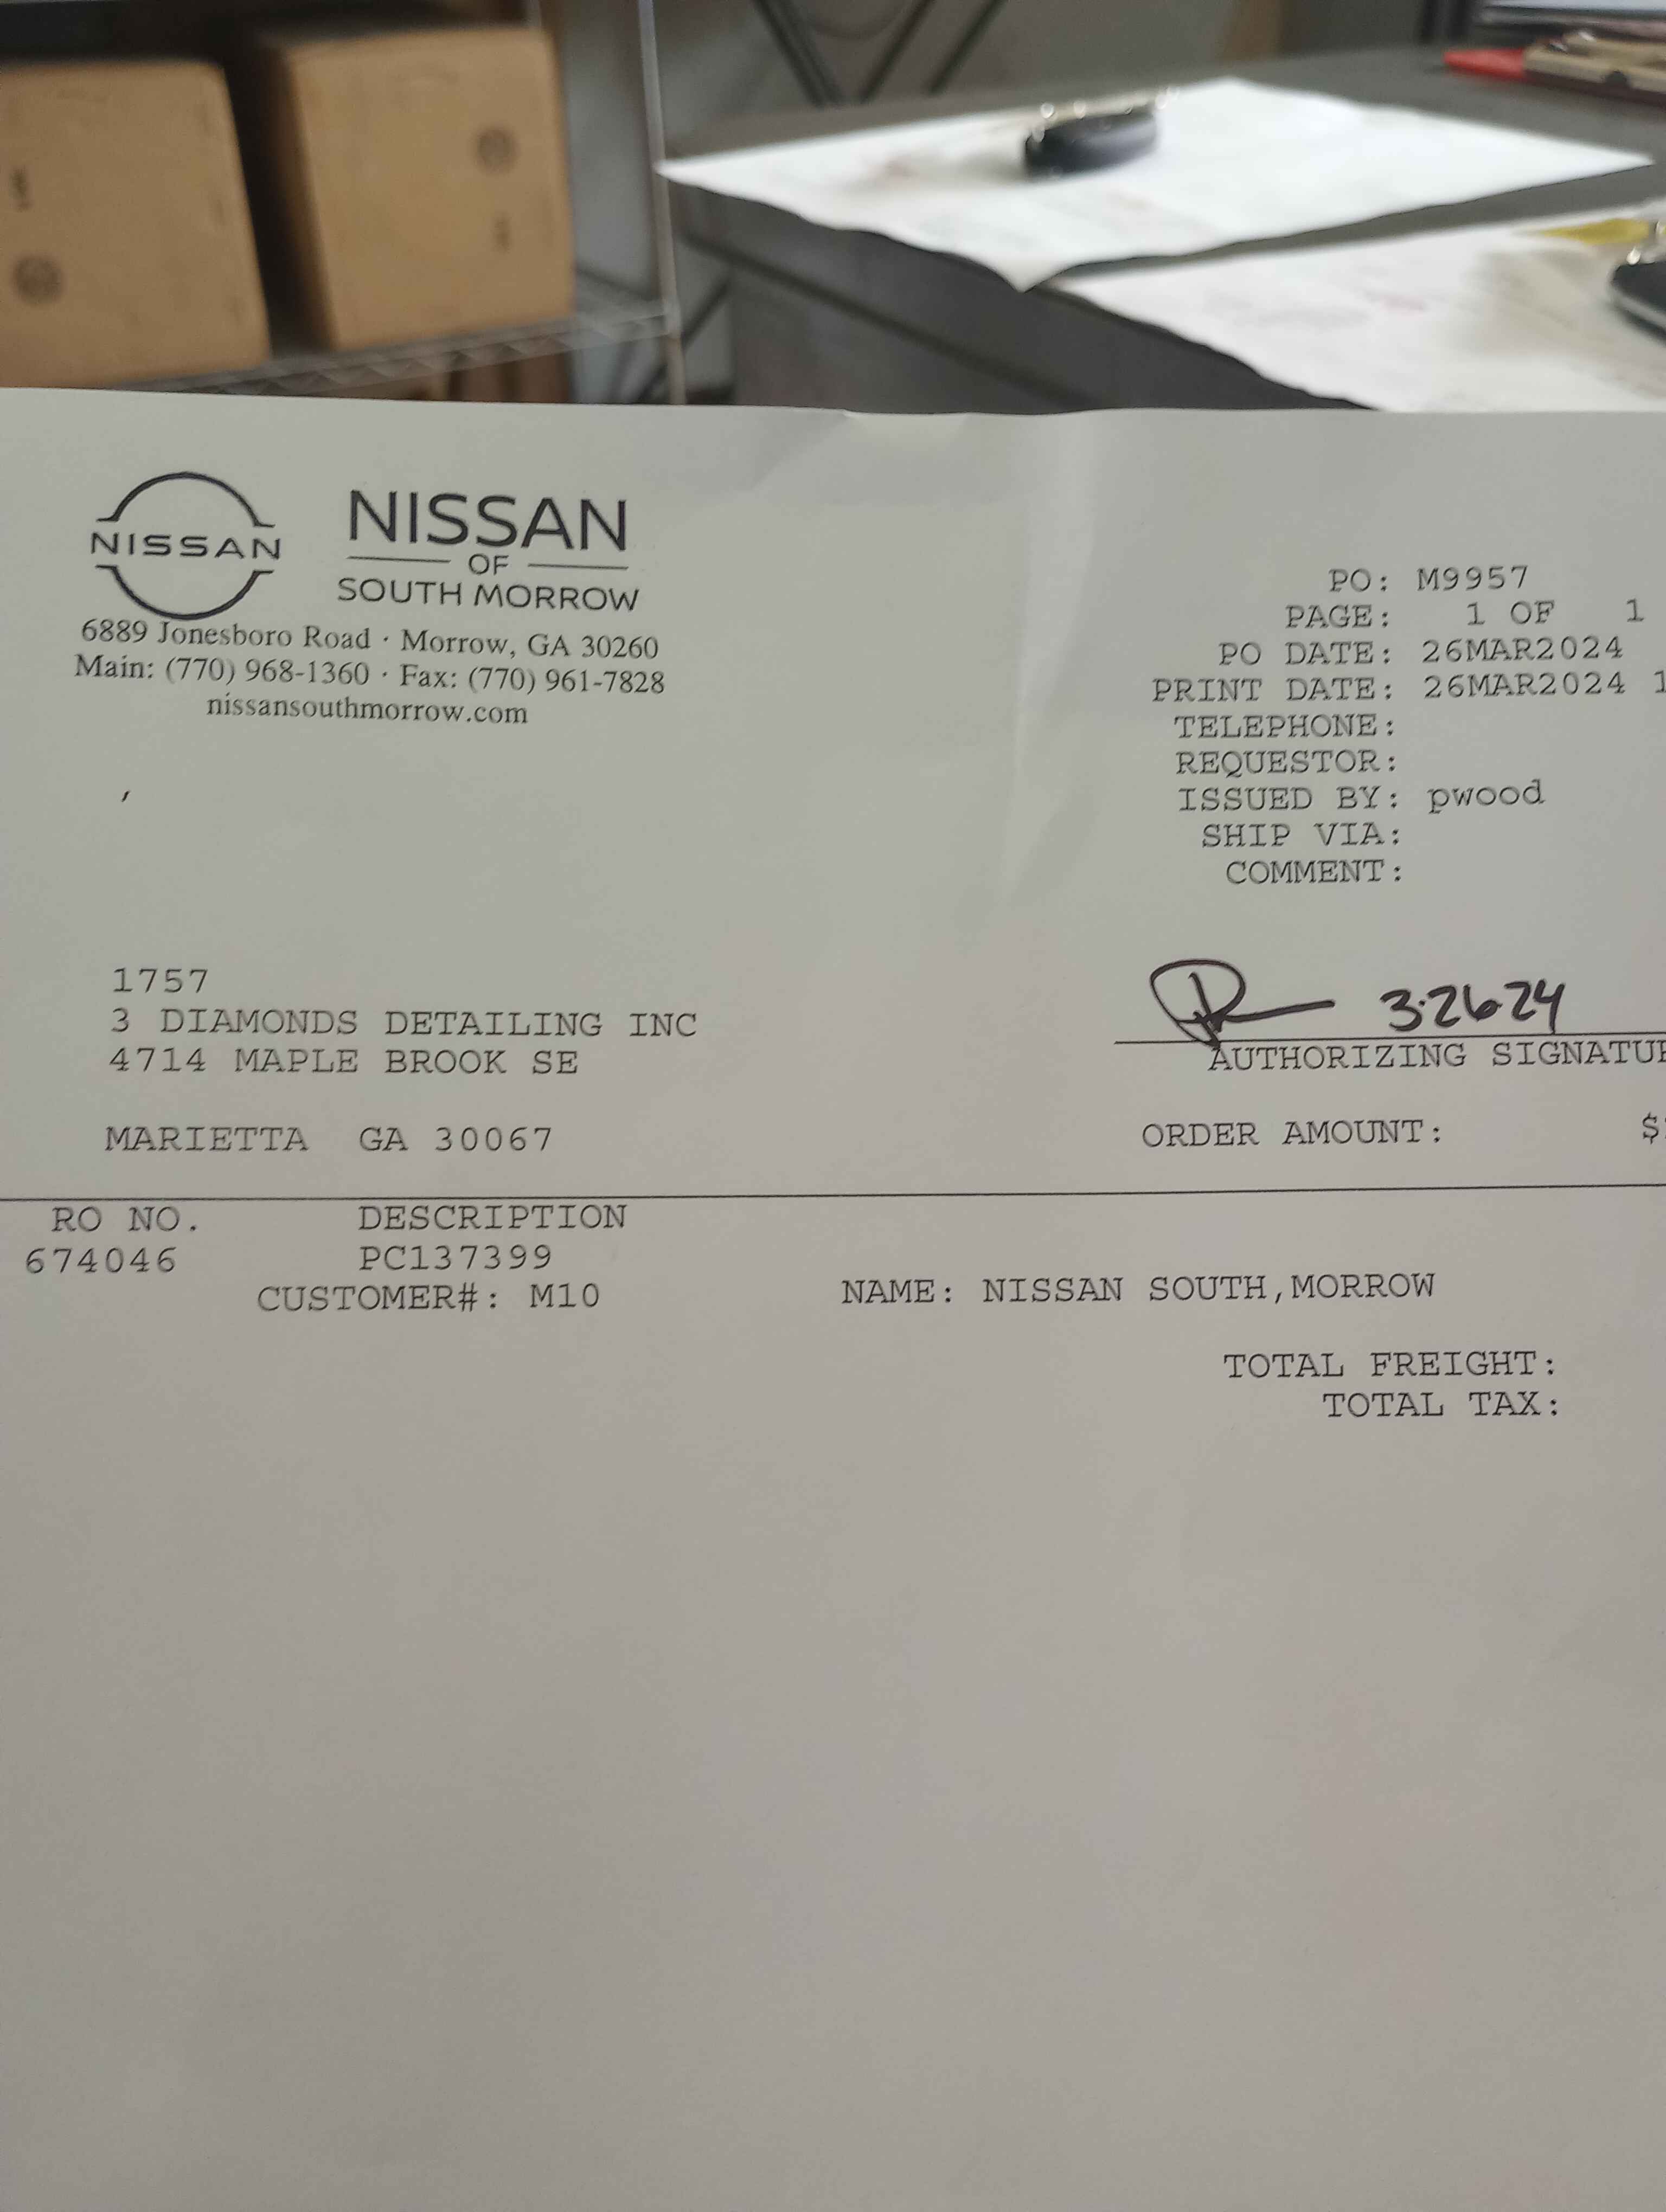 NISSAN
NISSAN
OF
SOUTH MORROW
6889 Jonesboro Road · Morrow, GA 30260
Main: (770) 968-1360 · Fax: (770) 961-7828
nissansouthmorrow.com
PO: M9957
PAGE: 1 OF 1
PO DATE: 26MAR2024
PRINT DATE: 26MAR2024 1
TELEPHONE:
REQUESTOR:
ISSUED BY: pwood
SHIP VIA:
COMMENT:
1757
3 DIAMONDS DETAILING INC
4714 MAPLE BROOK SE
MARIETTA GA 30067
3·26·24
AUTHORIZING
ORDER AMOUNT: $
RO NO. DESCRIPTION
674046 PC137399
CUSTOMER#: M10 NAME: NISSAN SOUTH,MORROW
TOTAL FREIGHT:
TOTAL TAX: